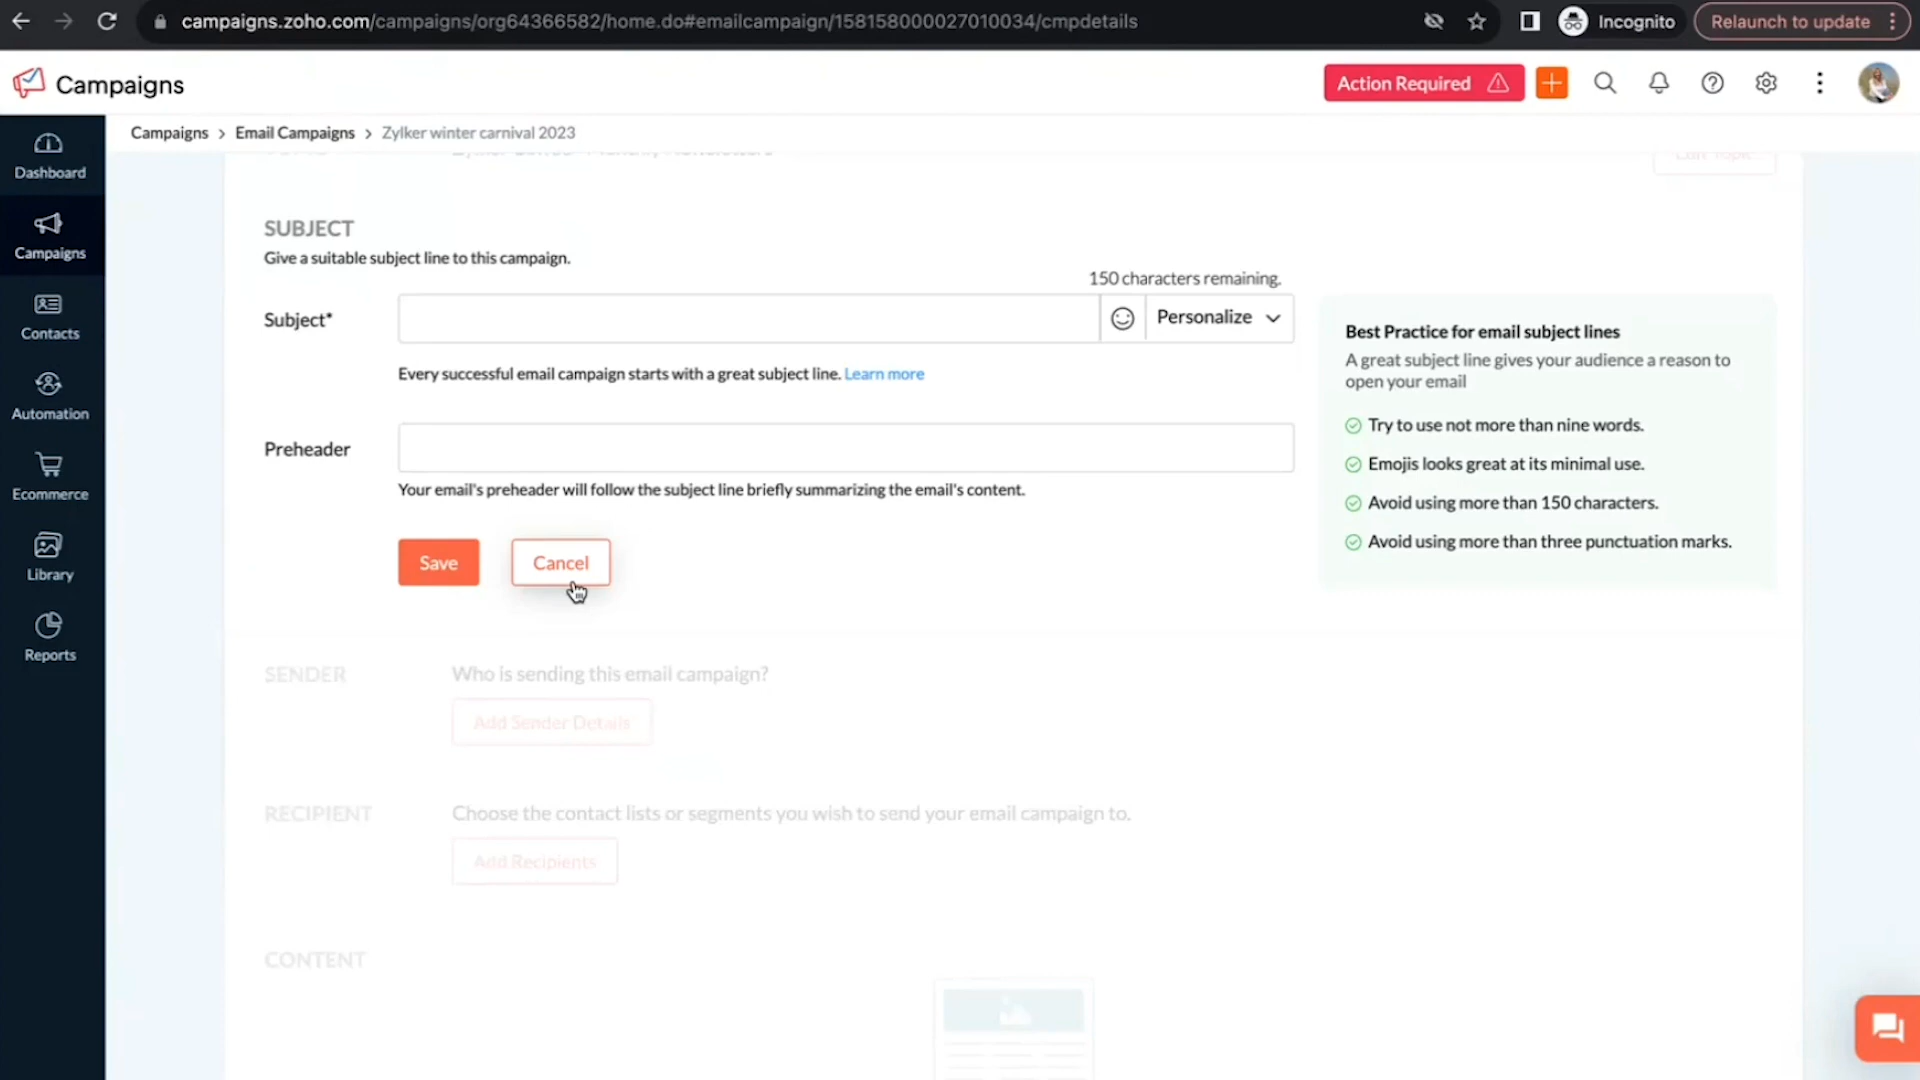 campaigns.zoho.com/campaigns/org64366582/home.do#emailcampaign/158158000027010034/cmpdetails
Incognito
Relaunch to update
Campaigns
Action Required
Campaigns > Email Campaigns > Zylker winter carnival 2023
Dashboard
Campaigns
Contacts
Automation
Ecommerce
Library
Reports
SUBJECT
Give a suitable subject line to this campaign.
150 characters remaining.
Subject*
Personalize
Every successful email campaign starts with a great subject line. Learn more
Preheader
Your email's preheader will follow the subject line briefly summarizing the email's content.
Save
Cancel
Best Practice for email subject lines
A great subject line gives your audience a reason to
open your email
Try to use not more than nine words.
Emojis looks great at its minimal use.
Avoid using more than 150 characters.
Avoid using more than three punctuation marks.
SENDER
Who is sending this email campaign?
Add Sender Details
RECIPIENT
Choose the contact lists or segments you wish to send your email campaign to.
Add Recipients
CONTENT